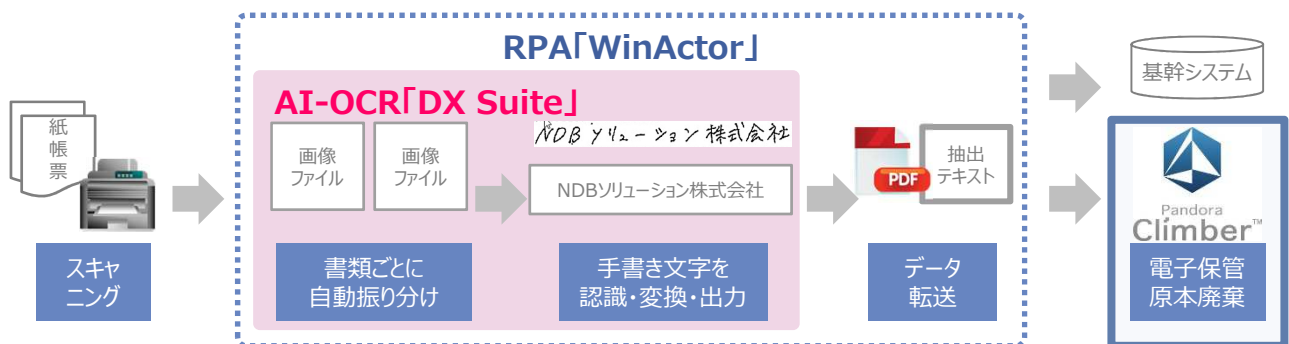 RPA「WinActor」
AI-OCR「DX Suite」
紙
帳
票
画像
ファイル
画像
ファイル
NDBソリューション株式会社
NDBソリューション株式会社
PDF
抽出
テキスト
基幹システム
Pandora
Climber™
スキャ
ニング
書類ごとに
自動振り分け
手書き文字を
認識・変換・出力
データ
転送
電子保管
原本廃棄